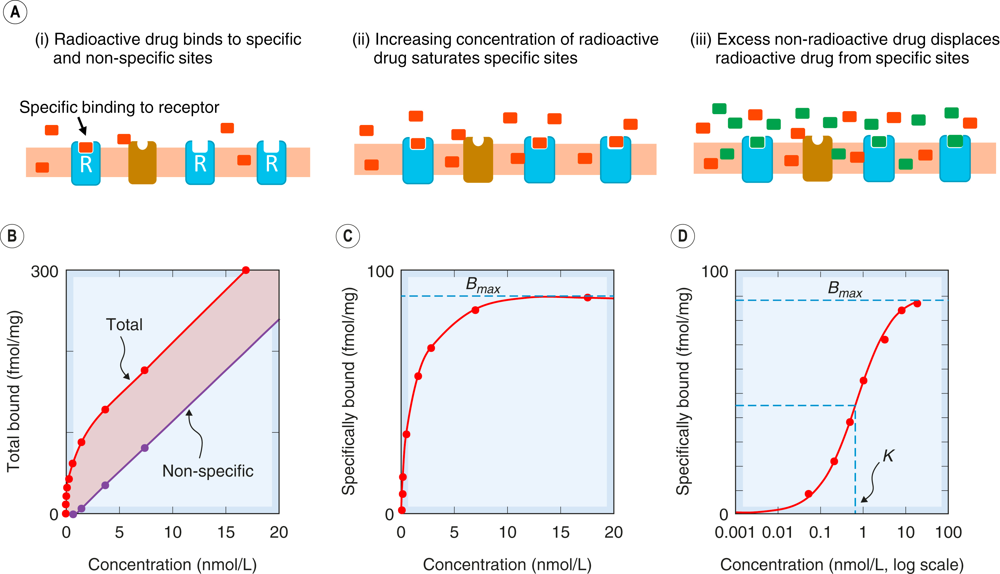 A
(i) Radioactive drug binds to specific
and non-specific sites
(ii) Increasing concentration of radioactive
drug saturates specific sites
(iii) Excess non-radioactive drug displaces
radioactive drug from specific sites
Specific binding to receptor
R
R
R
B
300
Total bound (fmol/mg)
Total
Non-specific
0
0 5 10 15 20
Concentration (nmol/L)
C
100
Specifically bound (fmol/mg)
Bmax
0
0 5 10 15 20
Concentration (nmol/L)
D
100
Specifically bound (fmol/mg)
Bmax
K
0
0.001 0.01 0.1 1 10 100
Concentration (nmol/L, log scale)